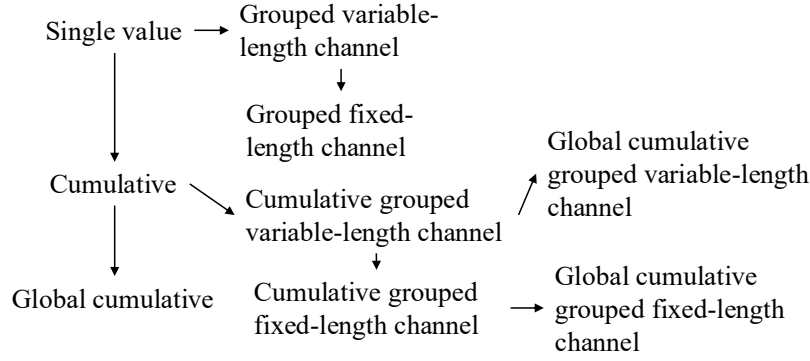 Single value
Grouped variable-
length channel
Grouped fixed-
length channel
Cumulative
Cumulative grouped
variable-length channel
Global cumulative
grouped variable-length
channel
Global cumulative
Cumulative grouped
fixed-length channel
Global cumulative
grouped fixed-length
channel